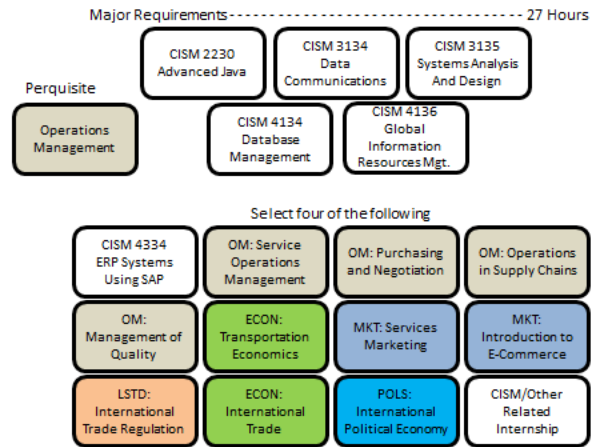 Major Requirements - - - - - - - - - - - - - - - - - - - - - - - - - - - - - - - - - - 27 Hours
CISM 2230
Advanced Java
CISM 3134
Data
Communications
CISM 3135
Systems Analysis
And Design
Perquisite
Operations
Management
CISM 4134
Database
Management
CISM 4136
Global
Information
Resources Mgt.
Select four of the following
CISM 4334
ERP Systems
Using SAP
OM: Service
Operations
Management
OM: Purchasing
and Negotiation
OM: Operations
in Supply Chains
OM:
Management of
Quality
ECON:
Transportation
Economics
MKT: Services
Marketing
MKT:
Introduction to
E-Commerce
LSTD:
International
Trade Regulation
ECON:
International
Trade
POLS:
International
Political Economy
CISM/Other
Related
Internship